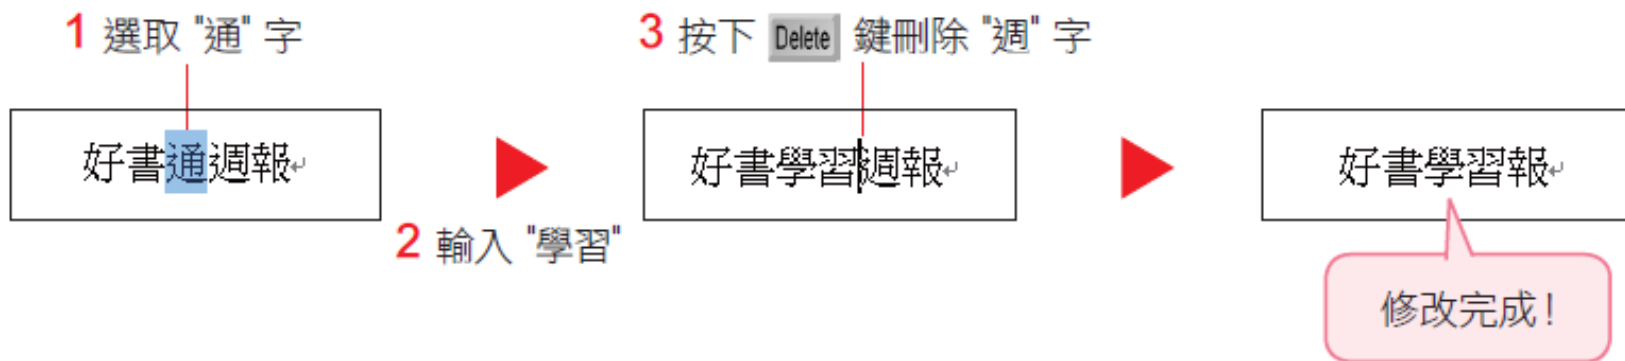 1 選取 "通" 字
好書通週報↵
2 輸入 "學習"
3 按下 Delete 鍵刪除 "週" 字
好書學習週報↵
好書學習報↵
修改完成！